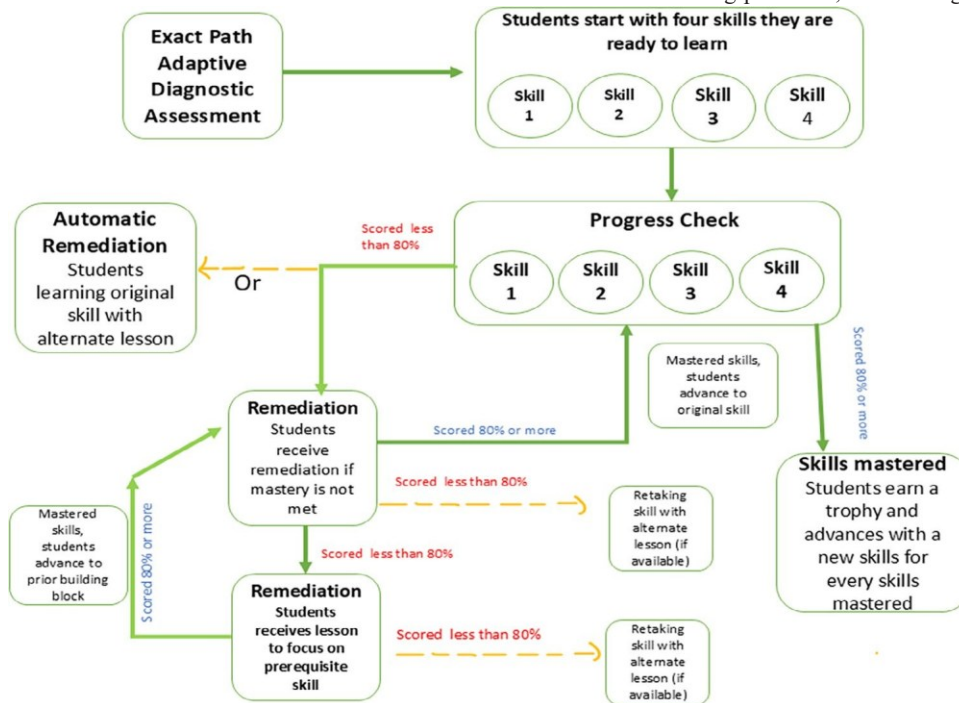 Students start with four skills they are
ready to learn
Exact Path
Adaptive
Diagnostic
Assessment
Skill
1
Skill
2
Skill
3
Skill
4
Automatic
Remediation
Students
learning original
skill with
alternate lesson
Or
Scored less
than 80%
Progress Check
Skill
1
Skill
2
Skill
3
Skill
4
Mastered skills,
students
advance to
original skill
Scored 80% or more
Remediation
Students
receive
remediation if
mastery is not
met
Scored 80% or more
Scored less than 80%
Retaking
skill with
alternate
lesson (if
available)
Skills mastered
Students earn a
trophy and
advances with a
new skills for
every skills
mastered
Mastered
skills,
students
advance to
prior building
block
Scored 80% or more
Scored less than 80%
Remediation
Students
receives lesson
to focus on
prerequisite
skill
Scored less than 80%
Retaking
skill with
alternate
lesson (if
available)